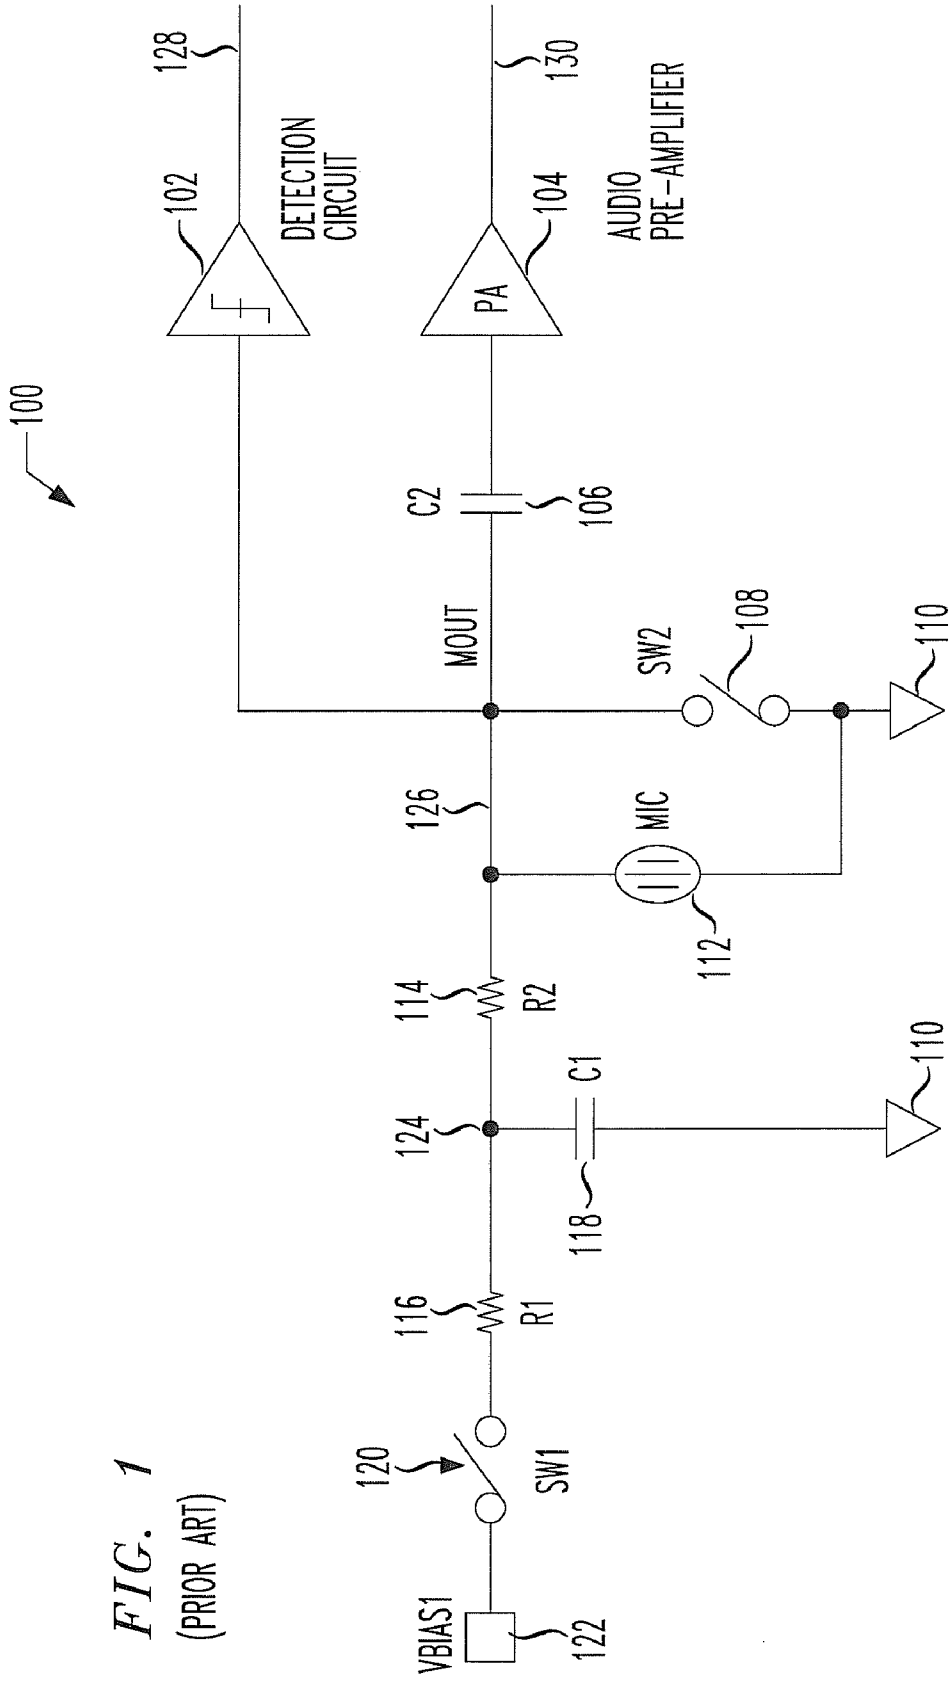 FIG. 1
(PRIOR ART)
100
VBIAS1
122
120
SW1
116
R1
124
118
C1
110
114
R2
126
112
MIC
MOUT
SW2
108
110
C2
106
102
DETECTION
CIRCUIT
128
PA
104
AUDIO
PRE-AMPLIFIER
130